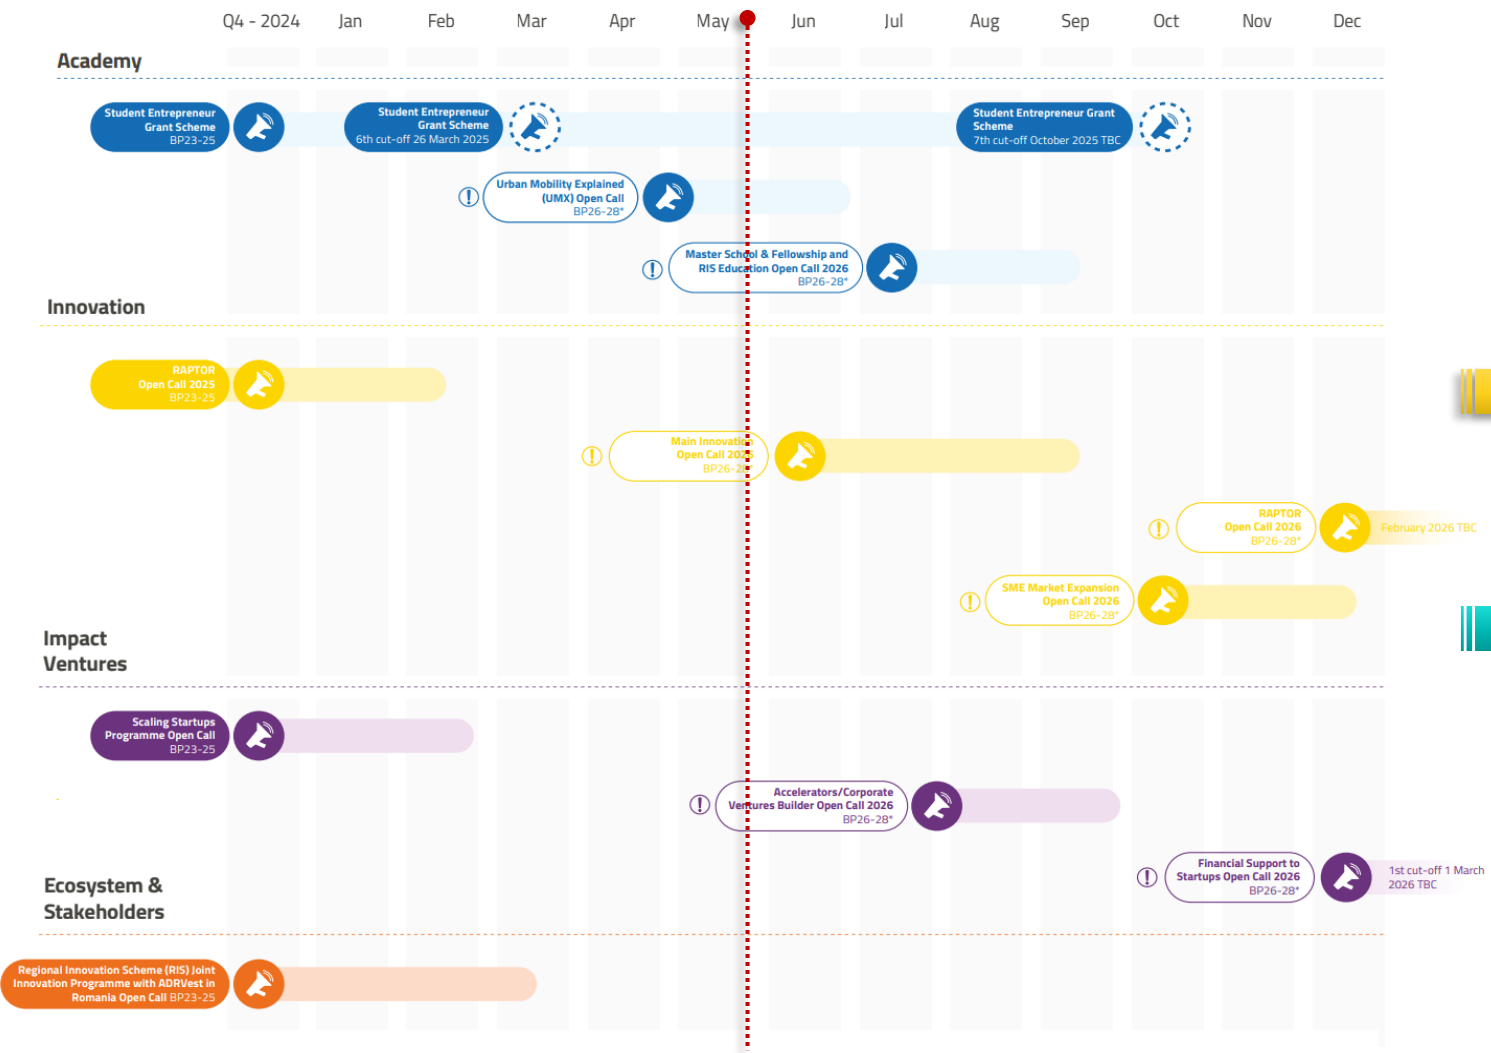 Q4 - 2024 Jan Feb Mar Apr May Jun Jul Aug Sep Oct Nov Dec
Academy
Student Entrepreneur
Grant Scheme
BP23-25
Student Entrepreneur
Grant Scheme
6th cut-off 26 March 2025
Student Entrepreneur Grant
Scheme
7th cut-off October 2025 TBC
Urban Mobility Explained
(UMX) Open Call
BP26-28*
Master School & Fellowship and
RIS Education Open Call 2026
BP26-28*
Innovation
RAPTOR
Open Call 2025
BP23-25
Main Innovation
Open Call 2026
BP26-28*
RAPTOR
Open Call 2026
BP26-28*
February 2026 TBC
SME Market Expansion
Open Call 2026
BP26-28*
Impact
Ventures
Scaling Startups
Programme Open Call
BP23-25
Accelerators/Corporate
Ventures Builder Open Call 2026
BP26-28*
Financial Support to
Startups Open Call 2026
BP26-28*
1st cut-off 1 March
2026 TBC
Ecosystem &
Stakeholders
Regional Innovation Scheme (RIS) Joint
Innovation Programme with ADRVest in
Romania Open Call BP23-25